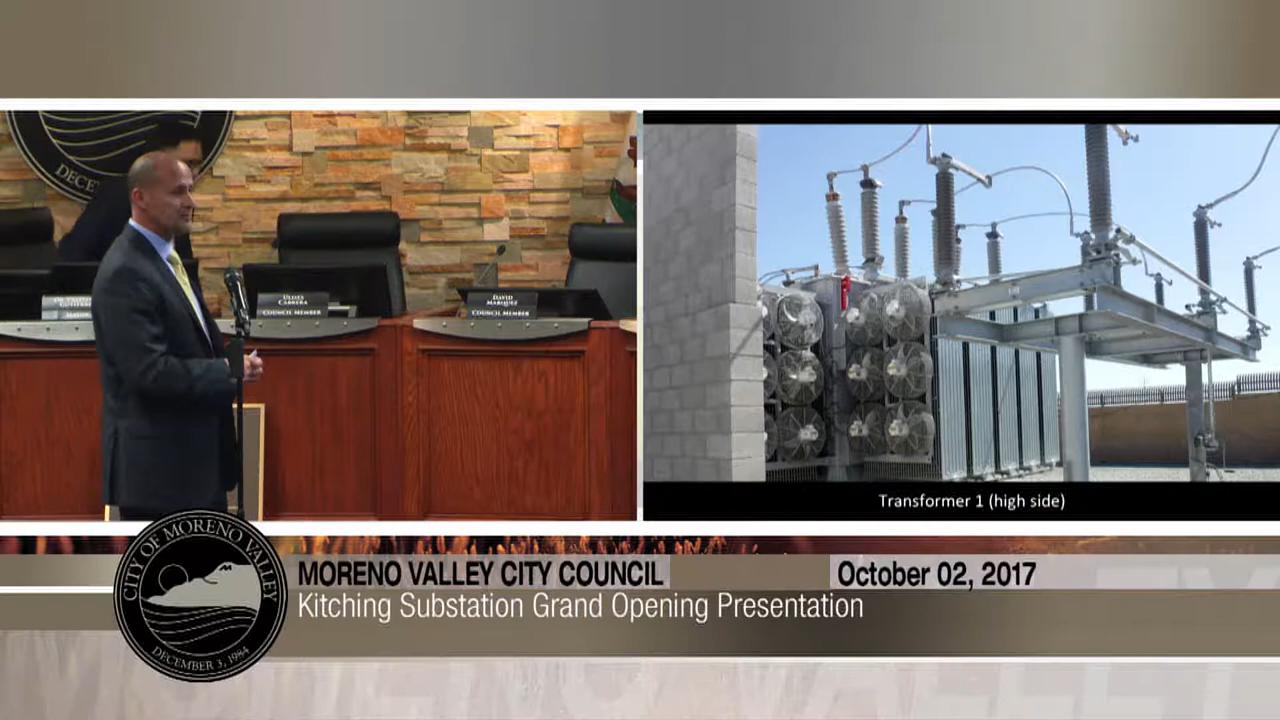 DECE
ULISES
CABRERA
COUNCIL MEMBER
DAVID
MARQUEZ
COUNCIL MEMBER
Transformer 1 (high side)
CITY OF MORENO VALLEY
DECEMBER 3, 1984
MORENO VALLEY CITY COUNCIL
October 02, 2017
Kitching Substation Grand Opening Presentation